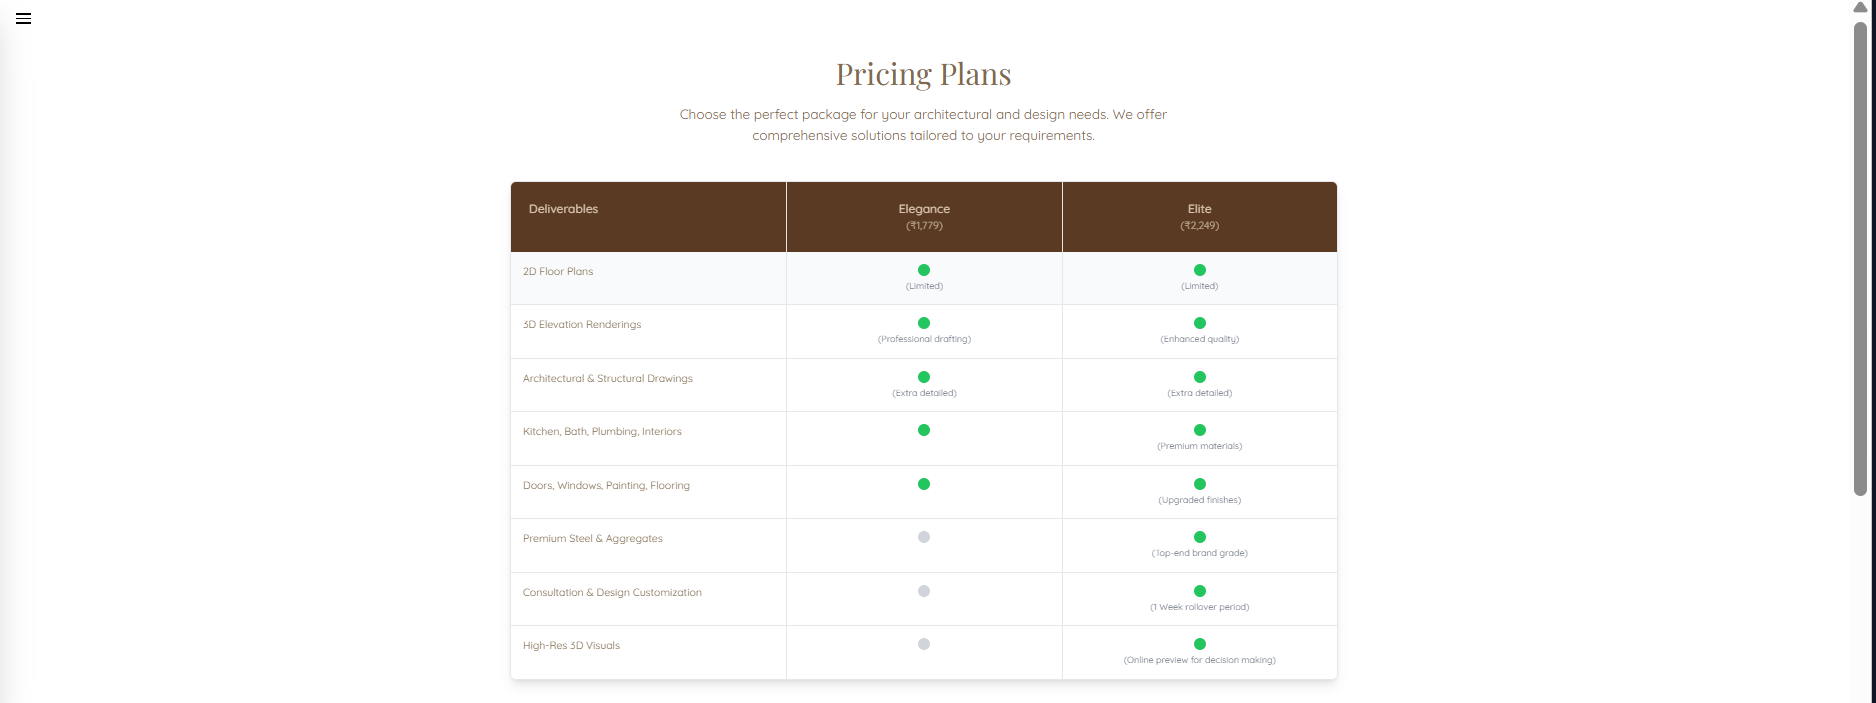 Pricing Plans
Choose the perfect package for your architectural and design needs. We offer
comprehensive solutions tailored to your requirements.
Deliverables
Elegance
(₹1,779)
Elite
(₹2,249)
2D Floor Plans
(Limited)
(Limited)
3D Elevation Renderings
(Professional drafting)
(Enhanced quality)
Architectural & Structural Drawings
(Extra detailed)
(Extra detailed)
Kitchen, Bath, Plumbing, Interiors
(Premium materials)
Doors, Windows, Painting, Flooring
(Upgraded finishes)
Premium Steel & Aggregates
(Top-end brand grade)
Consultation & Design Customization
(1 Week rollover period)
High-Res 3D Visuals
(Online preview for decision making)